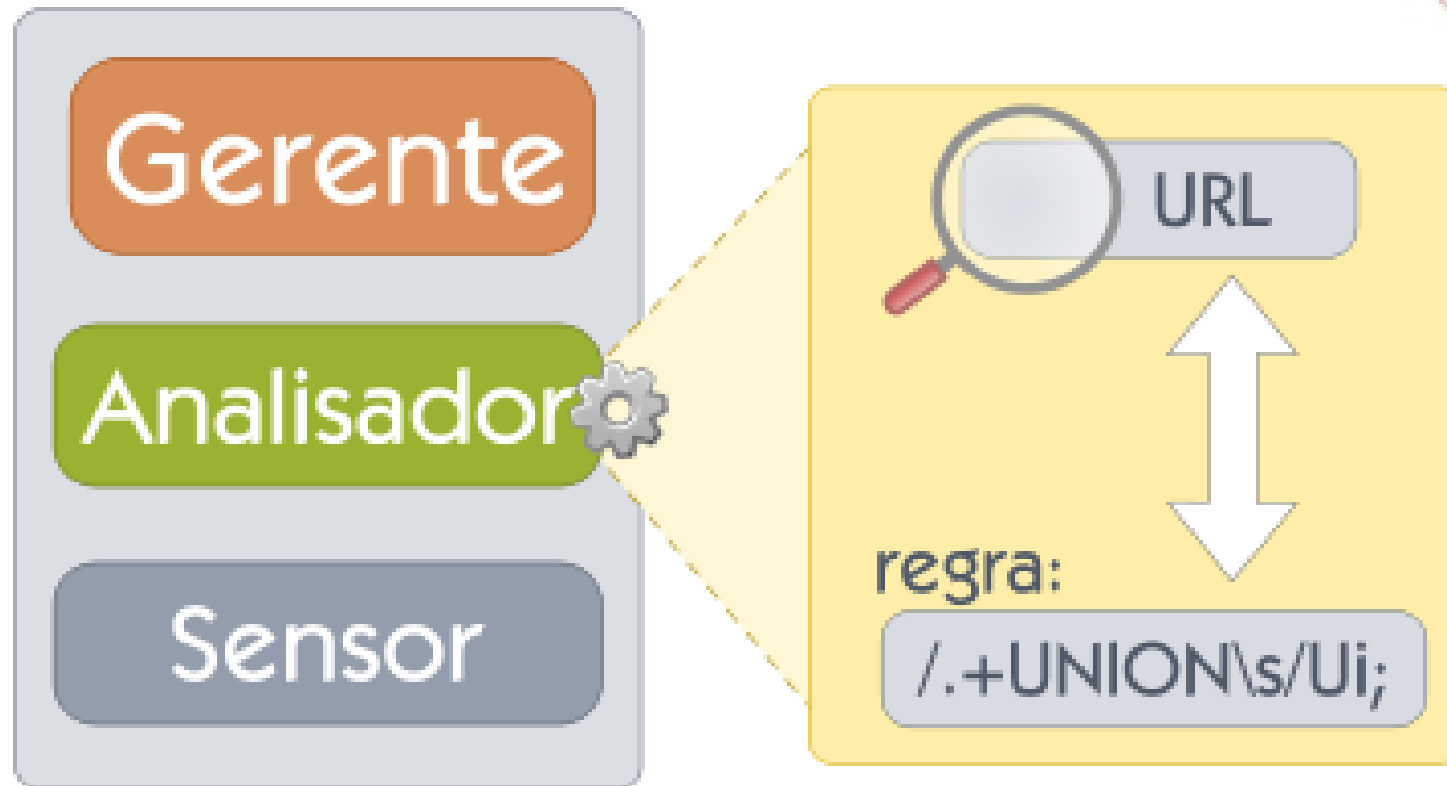 Gerente
Analisador
Sensor
URL
regra:
/.+UNION\s/Ui;